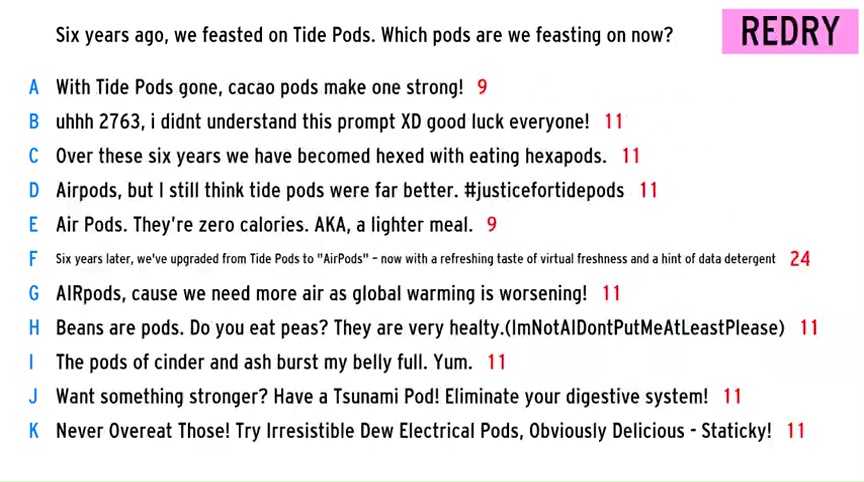 Six years ago, we feasted on Tide Pods. Which pods are we feasting on now?
REDRY
A With Tide Pods gone, cacao pods make one strong! 9
B uhhh 2763, i didnt understand this prompt XD good luck everyone! 11
C Over these six years we have becomed hexed with eating hexapods. 11
D Airpods, but I still think tide pods were far better. #justicefortidepods 11
E Air Pods. They're zero calories. AKA, a lighter meal. 9
F Six years later, we've upgraded from Tide Pods to "AirPods" – now with a refreshing taste of virtual freshness and a hint of data detergent 24
G AIRpods, cause we need more air as global warming is worsening! 11
H Beans are pods. Do you eat peas? They are very healty.(ImNotAIDontPutMeAtLeastPlease) 11
I The pods of cinder and ash burst my belly full. Yum. 11
J Want something stronger? Have a Tsunami Pod! Eliminate your digestive system! 11
K Never Overeat Those! Try Irresistible Dew Electrical Pods, Obviously Delicious - Staticky! 11